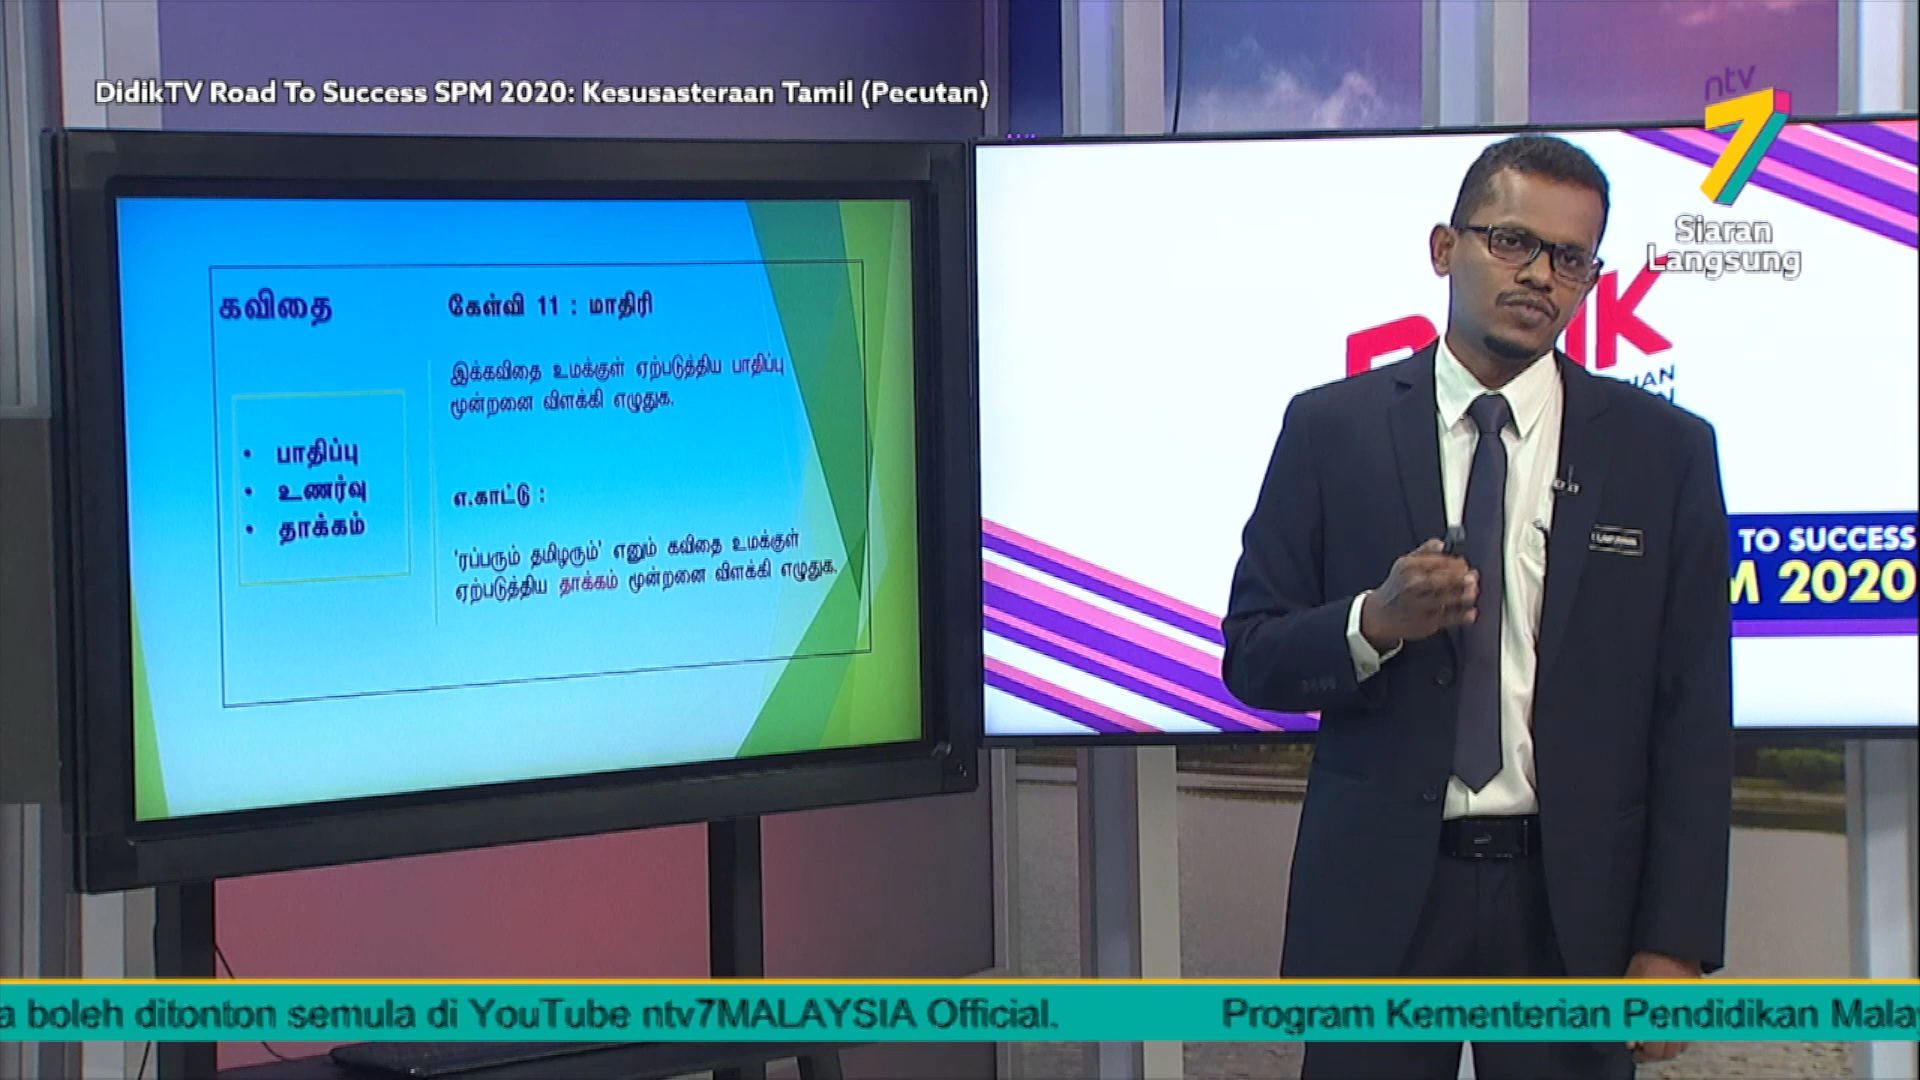 DidikTV Road To Success SPM 2020: Kesusasteraan Tamil (Pecutan)
ntv
7
Siaran
Langsung
கவிதை
கேள்வி 11 : மாதிரி
இக்கவிதை உமக்குள் ஏற்படுத்திய பாதிப்பு
மூன்றனை விளக்கி எழுதுக.
• பாதிப்பு
• உணர்வு
• தாக்கம்
எ.காட்டு :
'ரப்பரும் தமிழரும்' எனும் கவிதை உமக்குள்
ஏற்படுத்திய தாக்கம் மூன்றனை விளக்கி எழுதுக.
TO SUCCESS
M 2020
a boleh ditonton semula di YouTube ntv7MALAYSIA Official.
Program Kementerian Pendidikan Malay